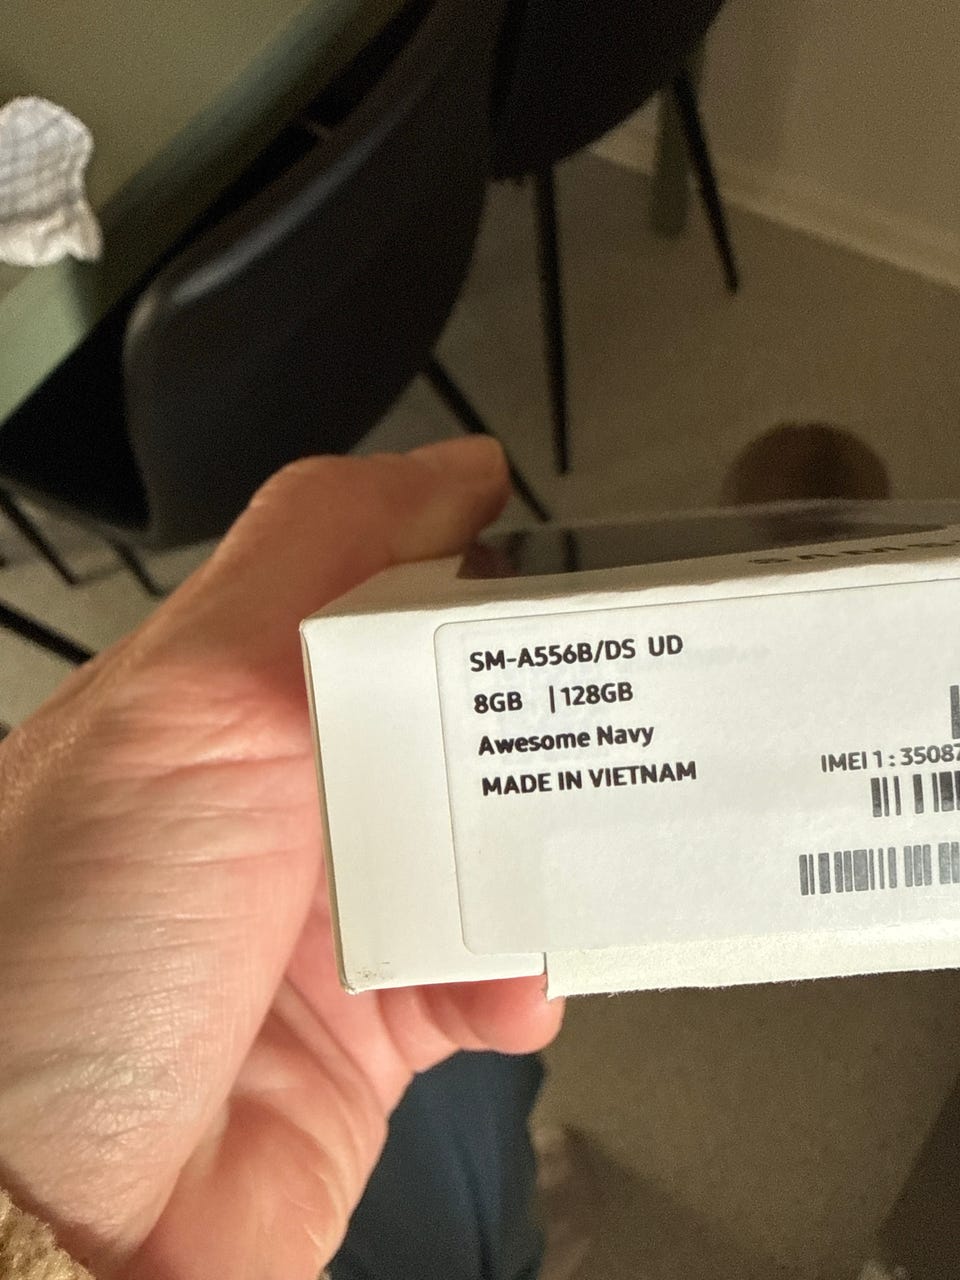 SM-A556B/DS UD
8GB | 128GB
Awesome Navy
MADE IN VIETNAM
IMEI 1 : 35087